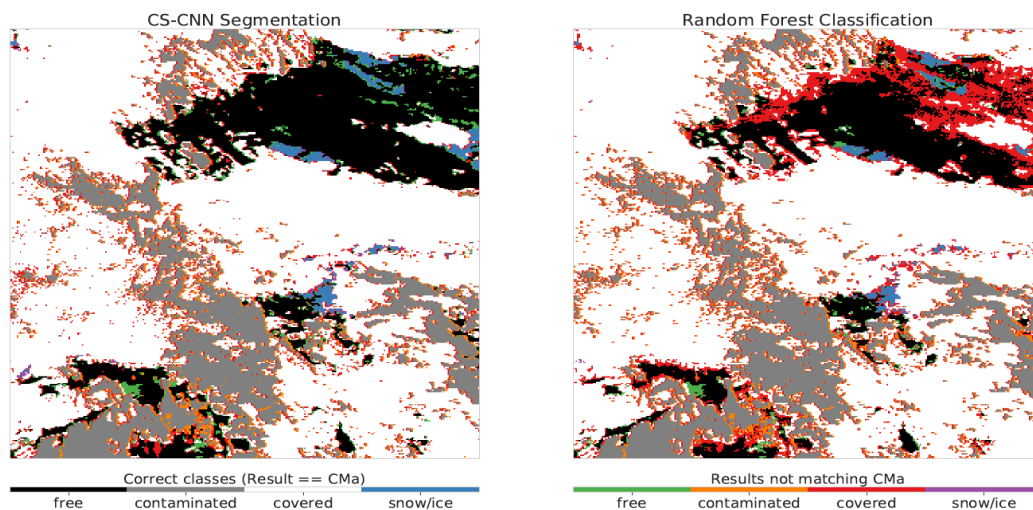 CS-CNN Segmentation
Random Forest Classification
Correct classes (Result == CMa)
free contaminated covered snow/ice
Results not matching CMa
free contaminated covered snow/ice